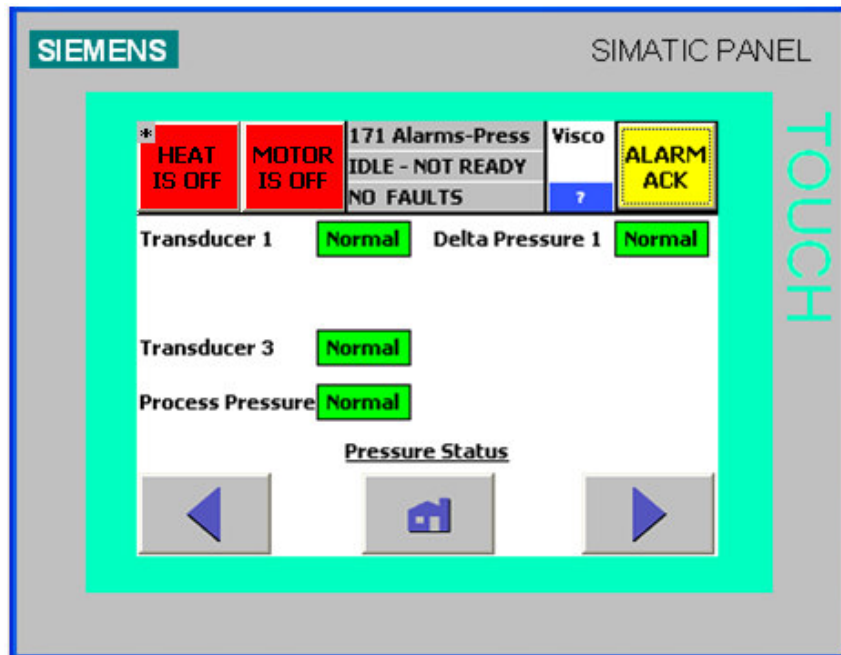 SIEMENS
SIMATIC PANEL
TOUCH
*
HEAT
IS OFF
MOTOR
IS OFF
171 Alarms-Press
IDLE - NOT READY
NO FAULTS
Visco
?
ALARM
ACK
Transducer 1 Normal Delta Pressure 1 Normal
Transducer 3 Normal
Process Pressure Normal
Pressure Status